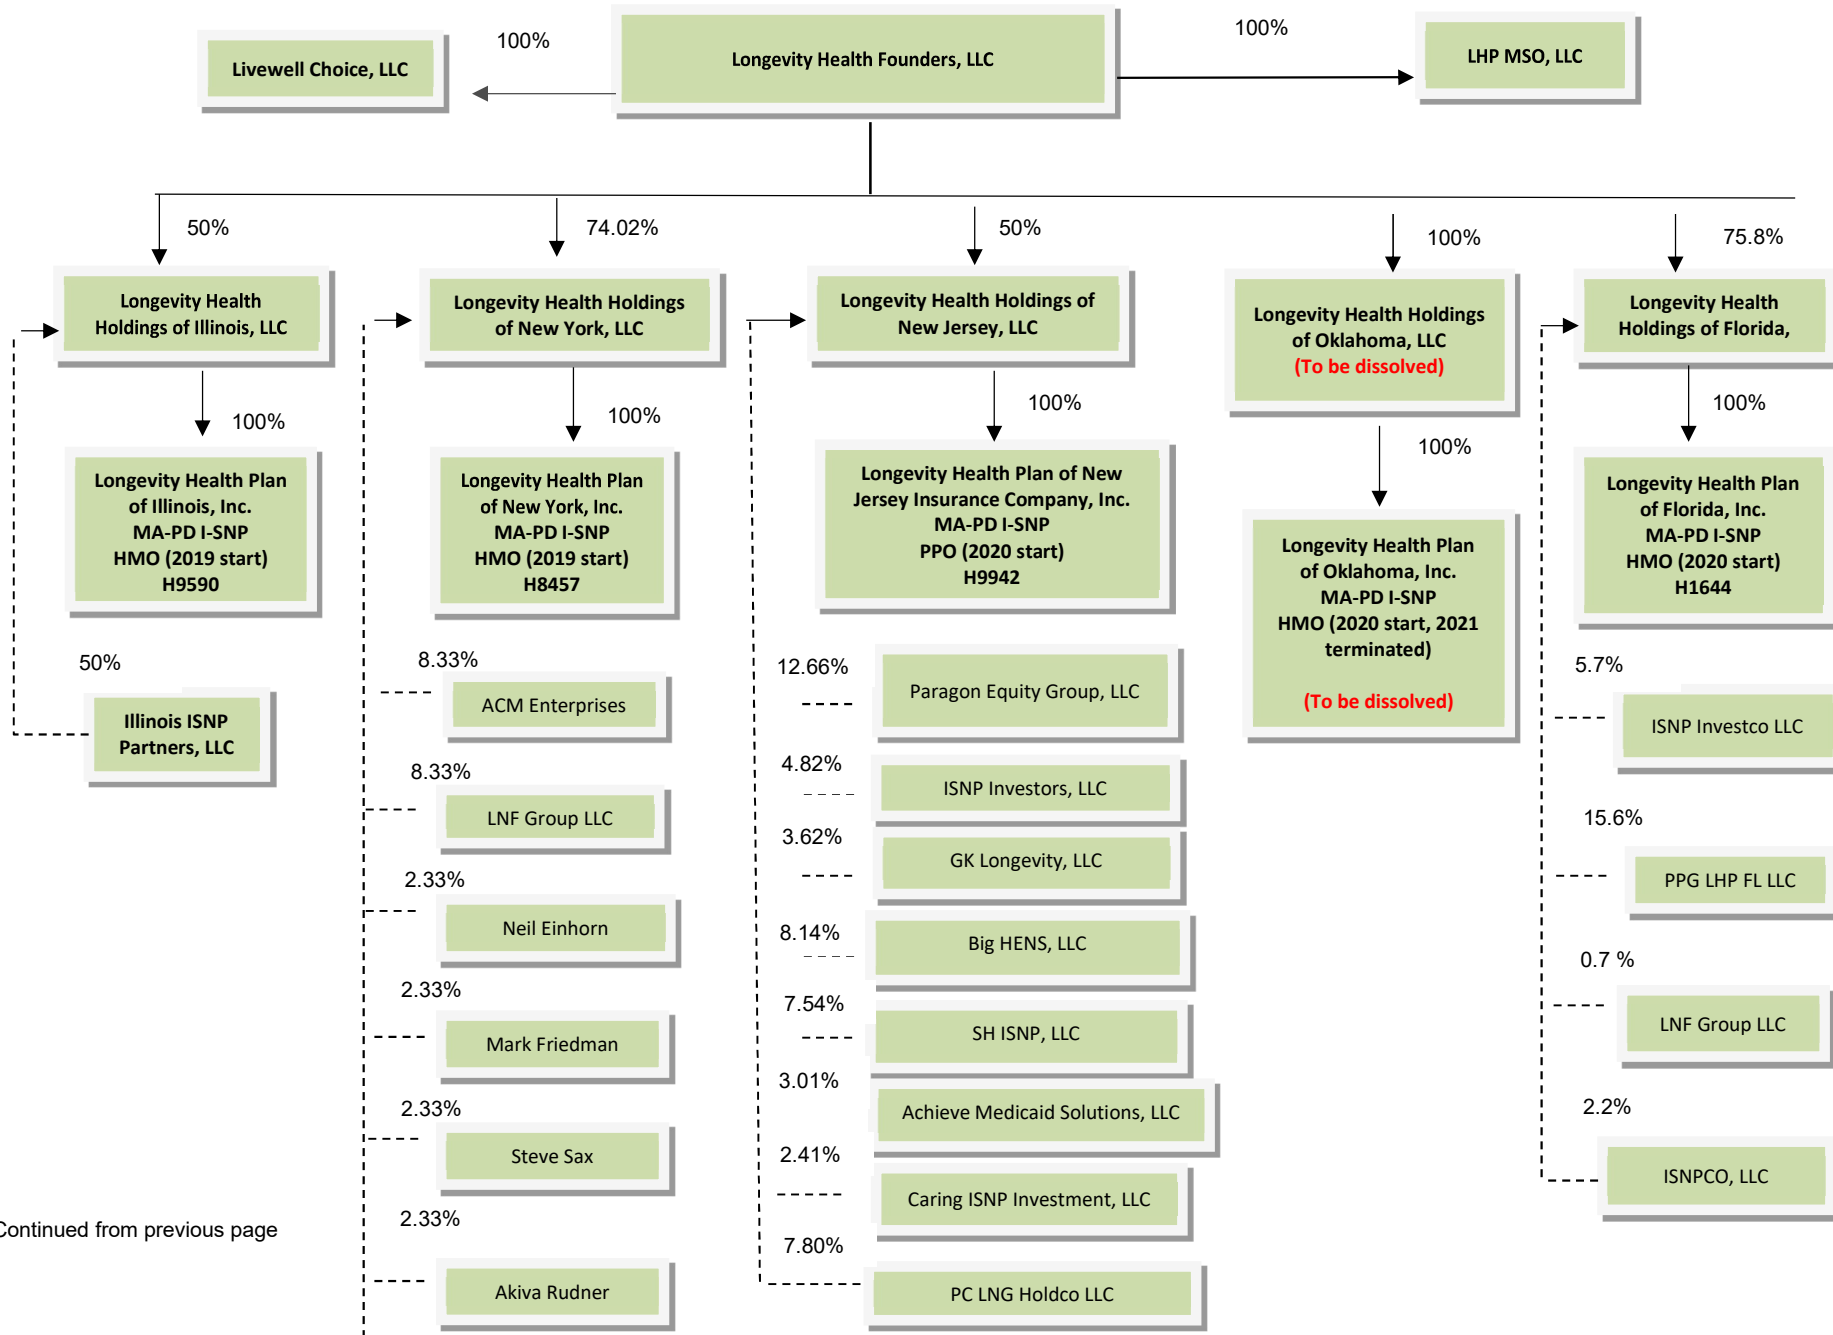 100%
Livewell Choice, LLC
Longevity Health Founders, LLC
100%
LHP MSO, LLC
50%
74.02%
50%
100%
75.8%
Longevity Health
Holdings of Illinois, LLC
Longevity Health Holdings
of New York, LLC
Longevity Health Holdings of
New Jersey, LLC
Longevity Health Holdings
of Oklahoma, LLC
(To be dissolved)
Longevity Health
Holdings of Florida,
100%
100%
100%
100%
100%
Longevity Health Plan
of Illinois, Inc.
MA-PD I-SNP
HMO (2019 start)
H9590
Longevity Health Plan
of New York, Inc.
MA-PD I-SNP
HMO (2019 start)
H8457
Longevity Health Plan of New
Jersey Insurance Company, Inc.
MA-PD I-SNP
PPO (2020 start)
H9942
Longevity Health Plan
of Oklahoma, Inc.
MA-PD I-SNP
HMO (2020 start, 2021
terminated)
(To be dissolved)
Longevity Health Plan
of Florida, Inc.
MA-PD I-SNP
HMO (2020 start)
H1644
50%
Illinois ISNP
Partners, LLC
8.33%
ACM Enterprises
8.33%
LNF Group LLC
2.33%
Neil Einhorn
2.33%
Mark Friedman
2.33%
Steve Sax
2.33%
Akiva Rudner
12.66%
Paragon Equity Group, LLC
4.82%
ISNP Investors, LLC
3.62%
GK Longevity, LLC
8.14%
Big HENS, LLC
7.54%
SH ISNP, LLC
3.01%
Achieve Medicaid Solutions, LLC
2.41%
Caring ISNP Investment, LLC
7.80%
PC LNG Holdco LLC
5.7%
ISNP Investco LLC
15.6%
PPG LHP FL LLC
0.7 %
LNF Group LLC
2.2%
ISNPCO, LLC
Continued from previous page